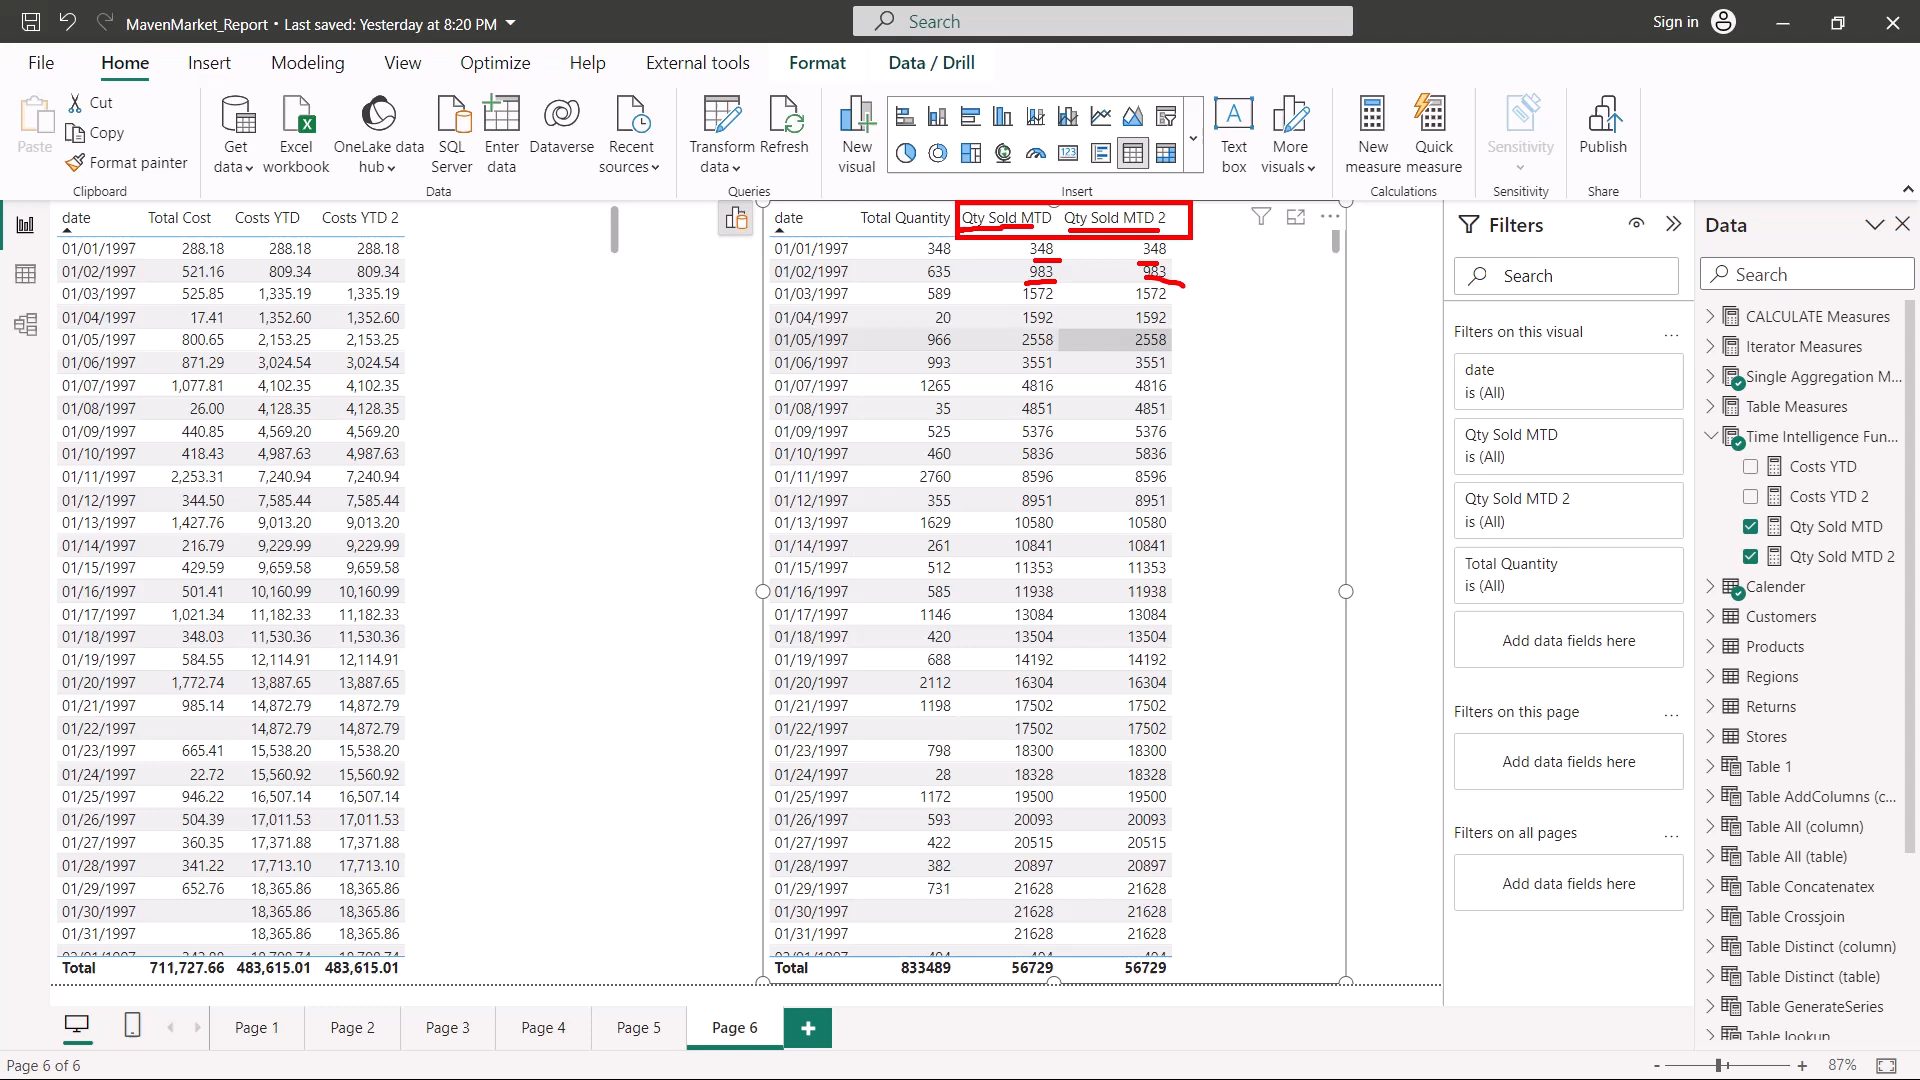 MavenMarket_Report • Last saved: Yesterday at 8:20 PM
Search
Sign in
File Home Insert Modeling View Optimize Help External tools Format Data / Drill
Paste
Cut
Copy
Format painter
Clipboard
Get data
Excel workbook
OneLake data hub
SQL Server
Enter data
Dataverse
Recent sources
Data
Transform data
Refresh
Queries
New visual
Text box
More visuals
Insert
New measure
Quick measure
Calculations
Sensitivity
Sensitivity
Publish
Share
date Total Cost Costs YTD Costs YTD 2
01/01/1997 288.18 288.18 288.18
01/02/1997 521.16 809.34 809.34
01/03/1997 525.85 1,335.19 1,335.19
01/04/1997 17.41 1,352.60 1,352.60
01/05/1997 800.65 2,153.25 2,153.25
01/06/1997 871.29 3,024.54 3,024.54
01/07/1997 1,077.81 4,102.35 4,102.35
01/08/1997 26.00 4,128.35 4,128.35
01/09/1997 440.85 4,569.20 4,569.20
01/10/1997 418.43 4,987.63 4,987.63
01/11/1997 2,253.31 7,240.94 7,240.94
01/12/1997 344.50 7,585.44 7,585.44
01/13/1997 1,427.76 9,013.20 9,013.20
01/14/1997 216.79 9,229.99 9,229.99
01/15/1997 429.59 9,659.58 9,659.58
01/16/1997 501.41 10,160.99 10,160.99
01/17/1997 1,021.34 11,182.33 11,182.33
01/18/1997 348.03 11,530.36 11,530.36
01/19/1997 584.55 12,114.91 12,114.91
01/20/1997 1,772.74 13,887.65 13,887.65
01/21/1997 985.14 14,872.79 14,872.79
01/22/1997 14,872.79 14,872.79
01/23/1997 665.41 15,538.20 15,538.20
01/24/1997 22.72 15,560.92 15,560.92
01/25/1997 946.22 16,507.14 16,507.14
01/26/1997 504.39 17,011.53 17,011.53
01/27/1997 360.35 17,371.88 17,371.88
01/28/1997 341.22 17,713.10 17,713.10
01/29/1997 652.76 18,365.86 18,365.86
01/30/1997 18,365.86 18,365.86
01/31/1997 18,365.86 18,365.86
Total 711,727.66 483,615.01 483,615.01
date Total Quantity Qty Sold MTD Qty Sold MTD 2
01/01/1997 348 348 348
01/02/1997 635 983 983
01/03/1997 589 1572 1572
01/04/1997 20 1592 1592
01/05/1997 966 2558 2558
01/06/1997 993 3551 3551
01/07/1997 1265 4816 4816
01/08/1997 35 4851 4851
01/09/1997 525 5376 5376
01/10/1997 460 5836 5836
01/11/1997 2760 8596 8596
01/12/1997 355 8951 8951
01/13/1997 1629 10580 10580
01/14/1997 261 10841 10841
01/15/1997 512 11353 11353
01/16/1997 585 11938 11938
01/17/1997 1146 13084 13084
01/18/1997 420 13504 13504
01/19/1997 688 14192 14192
01/20/1997 2112 16304 16304
01/21/1997 1198 17502 17502
01/22/1997 17502 17502
01/23/1997 798 18300 18300
01/24/1997 28 18328 18328
01/25/1997 1172 19500 19500
01/26/1997 593 20093 20093
01/27/1997 422 20515 20515
01/28/1997 382 20897 20897
01/29/1997 731 21628 21628
01/30/1997 21628 21628
01/31/1997 21628 21628
Total 833489 56729 56729
Filters
Search
Filters on this visual ...
date
is (All)
Qty Sold MTD
is (All)
Qty Sold MTD 2
is (All)
Total Quantity
is (All)
Add data fields here
Filters on this page ...
Add data fields here
Filters on all pages ...
Add data fields here
Data
Search
CALCULATE Measures
Iterator Measures
Single Aggregation M...
Table Measures
Time Intelligence Fun...
Costs YTD
Costs YTD 2
Qty Sold MTD
Qty Sold MTD 2
Calender
Customers
Products
Regions
Returns
Stores
Table 1
Table AddColumns (c...
Table All (column)
Table All (table)
Table Concatenatex
Table Crossjoin
Table Distinct (column)
Table Distinct (table)
Table GenerateSeries
Table lookup
Page 1 Page 2 Page 3 Page 4 Page 5 Page 6 +
Page 6 of 6
- + 87%